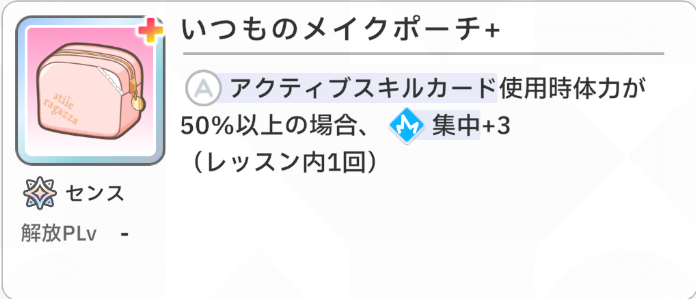 いつものメイクポーチ+
stile
ragazza
A アクティブスキルカード使用時体力が
50%以上の場合、 集中+3
（レッスン内1回）
センス
解放PLv -